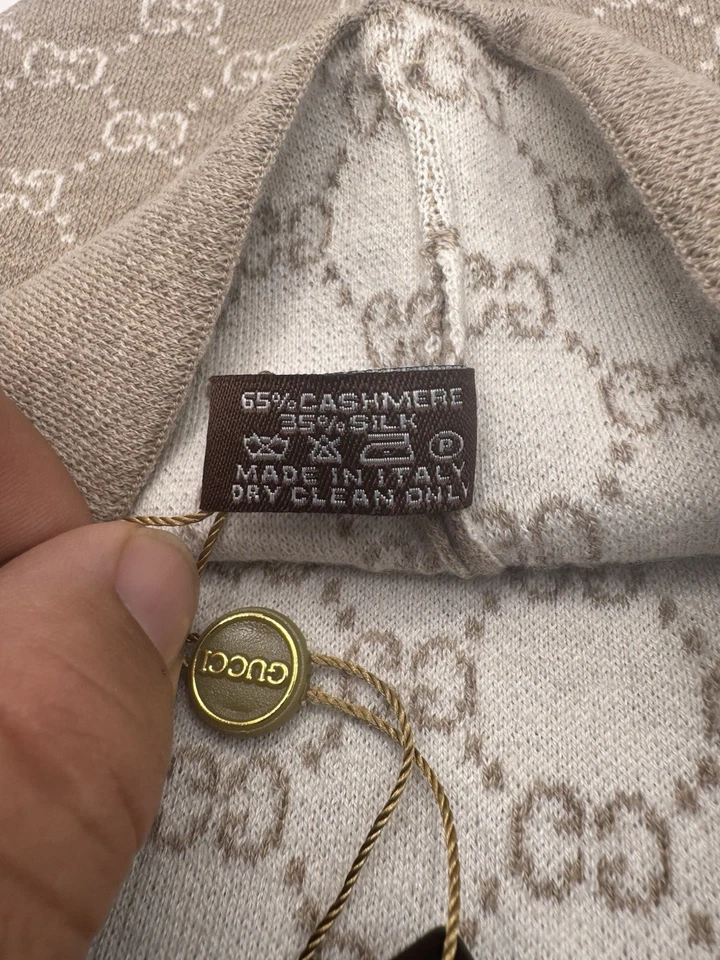 65% CASHMERE
35% SILK
P
MADE IN ITALY
DRY CLEAN ONLY
GUCCI